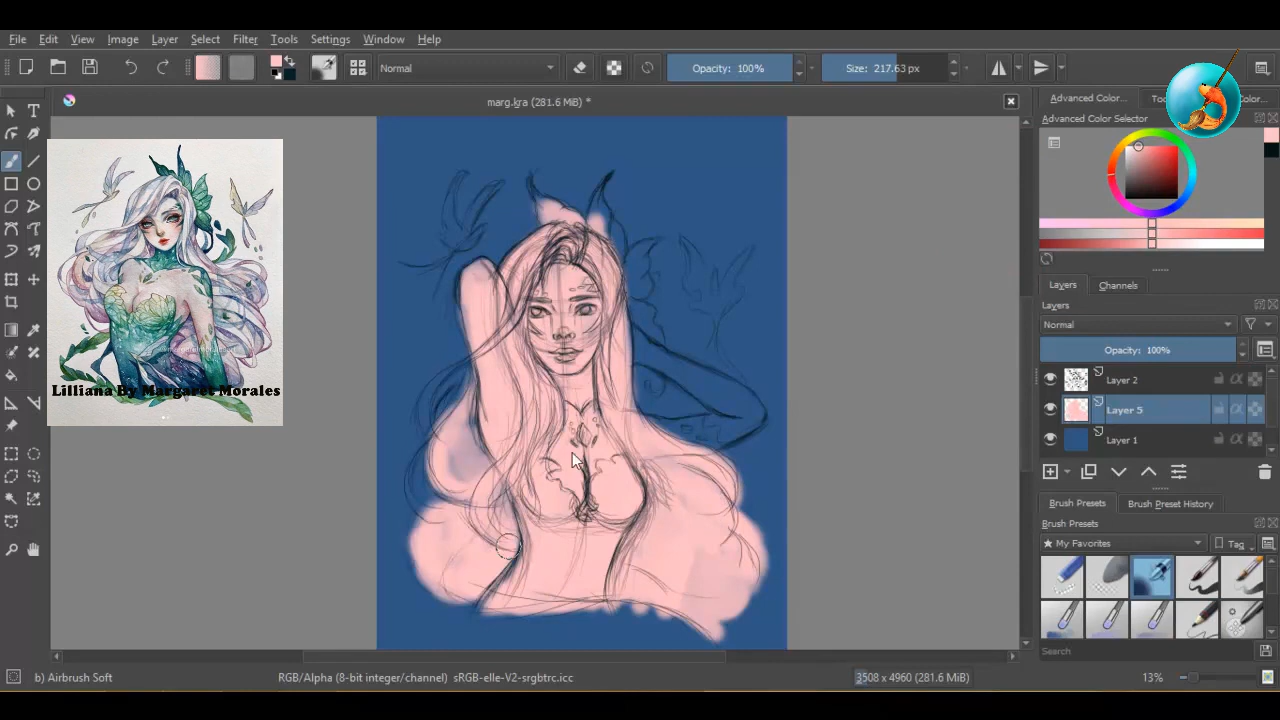 File Edit View Image Layer Select Filter Tools Settings Window Help
Normal Opacity: 100% Size: 217.63 px
marg.kra (281.6 MiB) *
Advanced Color... Color...
Advanced Color Selector
Lilliana By Margaret Morales
Layers Channels
Layers
Normal
Opacity: 100%
Layer 2
Layer 5
Layer 1
Brush Presets Brush Preset History
Brush Presets
My Favorites Tag
Search
b) Airbrush Soft RGB/Alpha (8-bit integer/channel) sRGB-elle-V2-srgbtrc.icc 3508 x 4960 (281.6 MiB) 13%